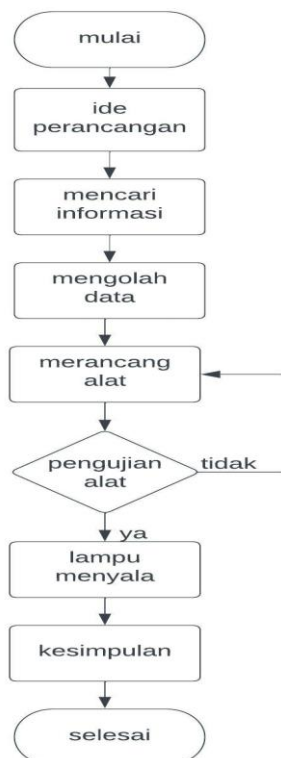 mulai
ide
perancangan
mencari
informasi
mengolah
data
merancang
alat
pengujian
alat
tidak
ya
lampu
menyala
kesimpulan
selesai